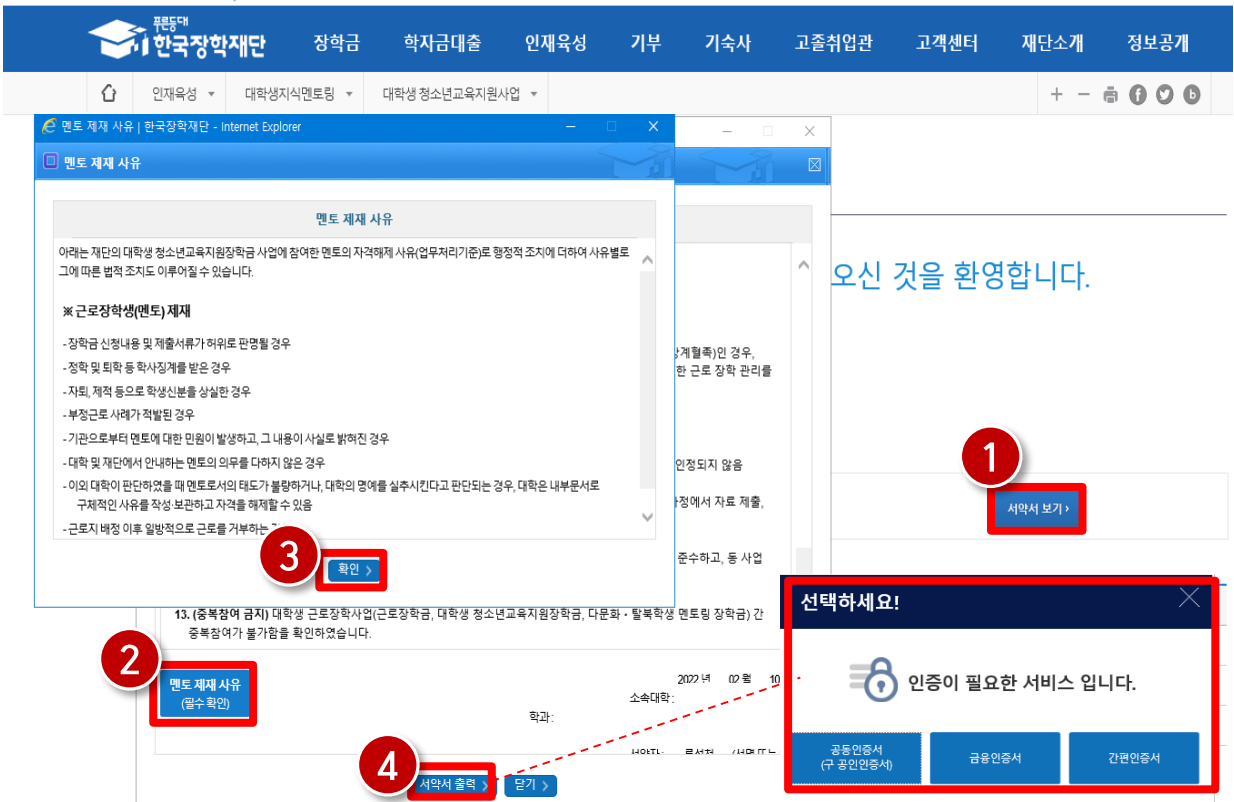 푸른등대
한국장학재단
장학금 학자금대출 인재육성 기부 기숙사 고졸취업관 고객센터 재단소개 정보공개
인재육성 대학생지식멘토링 대학생 청소년교육지원사업
멘토 제재 사유 | 한국장학재단 - Internet Explorer
멘토 제재 사유
멘토 제재 사유
아래는 재단의 대학생 청소년교육지원장학금 사업에 참여한 멘토의 자격해제 사유(업무처리기준)로 행정적 조치에 더하여 사유별로
그에 따른 법적 조치도 이루어질 수 있습니다.
※ 근로장학생(멘토) 제재
- 장학금 신청내용 및 제출서류가 허위로 판명될 경우
- 정학 및 퇴학 등 학사징계를 받은 경우
- 자퇴, 제적 등으로 학생신분을 상실한 경우
- 부정근로 사례가 적발된 경우
- 기관으로부터 멘토에 대한 민원이 발생하고, 그 내용이 사실로 밝혀진 경우
- 대학 및 재단에서 안내하는 멘토의 의무를 다하지 않은 경우
- 이외 대학이 판단하였을 때 멘토로서의 태도가 불량하거나, 대학의 명예를 실추시킨다고 판단되는 경우, 대학은 내부문서로
구체적인 사유를 작성·보관하고 자격을 해제할 수 있음
- 근로지 배정 이후 일방적으로 근로를 거부하는
3
확인
오신 것을 환영합니다.
계혈족)인 경우,
한 근로 장학 관리를
인정되지 않음
정에서 자료 제출,
준수하고, 동 사업
1
서약서 보기
13. (중복참여 금지) 대학생 근로장학사업(근로장학금, 대학생 청소년교육지원장학금, 다문화・탈북학생 멘토링 장학금) 간
중복참여가 불가함을 확인하였습니다.
2
멘토 제재 사유
(필수 확인)
2022 년 02 월 10
소속대학 :
학과 :
4
서약서 출력 닫기
선택하세요!
인증이 필요한 서비스 입니다.
공동인증서
(구 공인인증서)
금융인증서
간편인증서